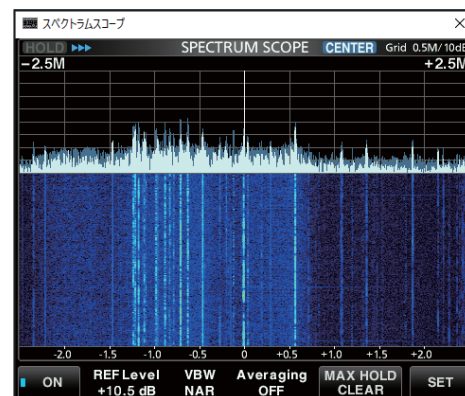 スペクトラムスコープ ×
HOLD SPECTRUM SCOPE CENTER Grid 0.5M/10dB
-2.5M +2.5M
-2.0 -1.5 -1.0 -0.5 0 +0.5 +1.0 +1.5 +2.0
ON REF Level +10.5 dB VBW NAR Averaging OFF MAX HOLD CLEAR SET